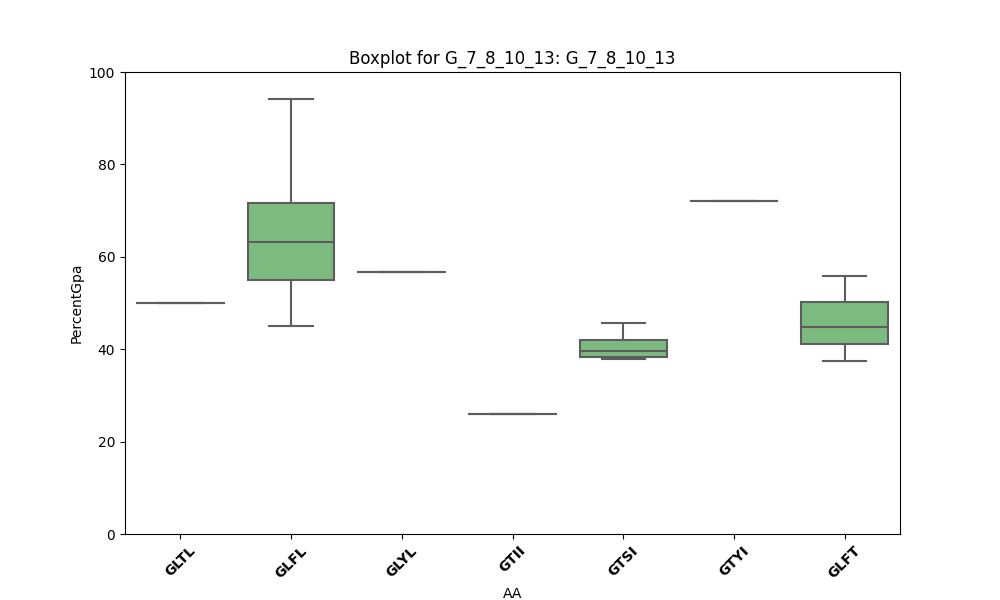 Boxplot for G_7_8_10_13: G_7_8_10_13
100
80
60
40
20
0
PercentGpa
GLTL
GLFL
GLYL
GTII
GTSI
GTYI
GLFT
AA